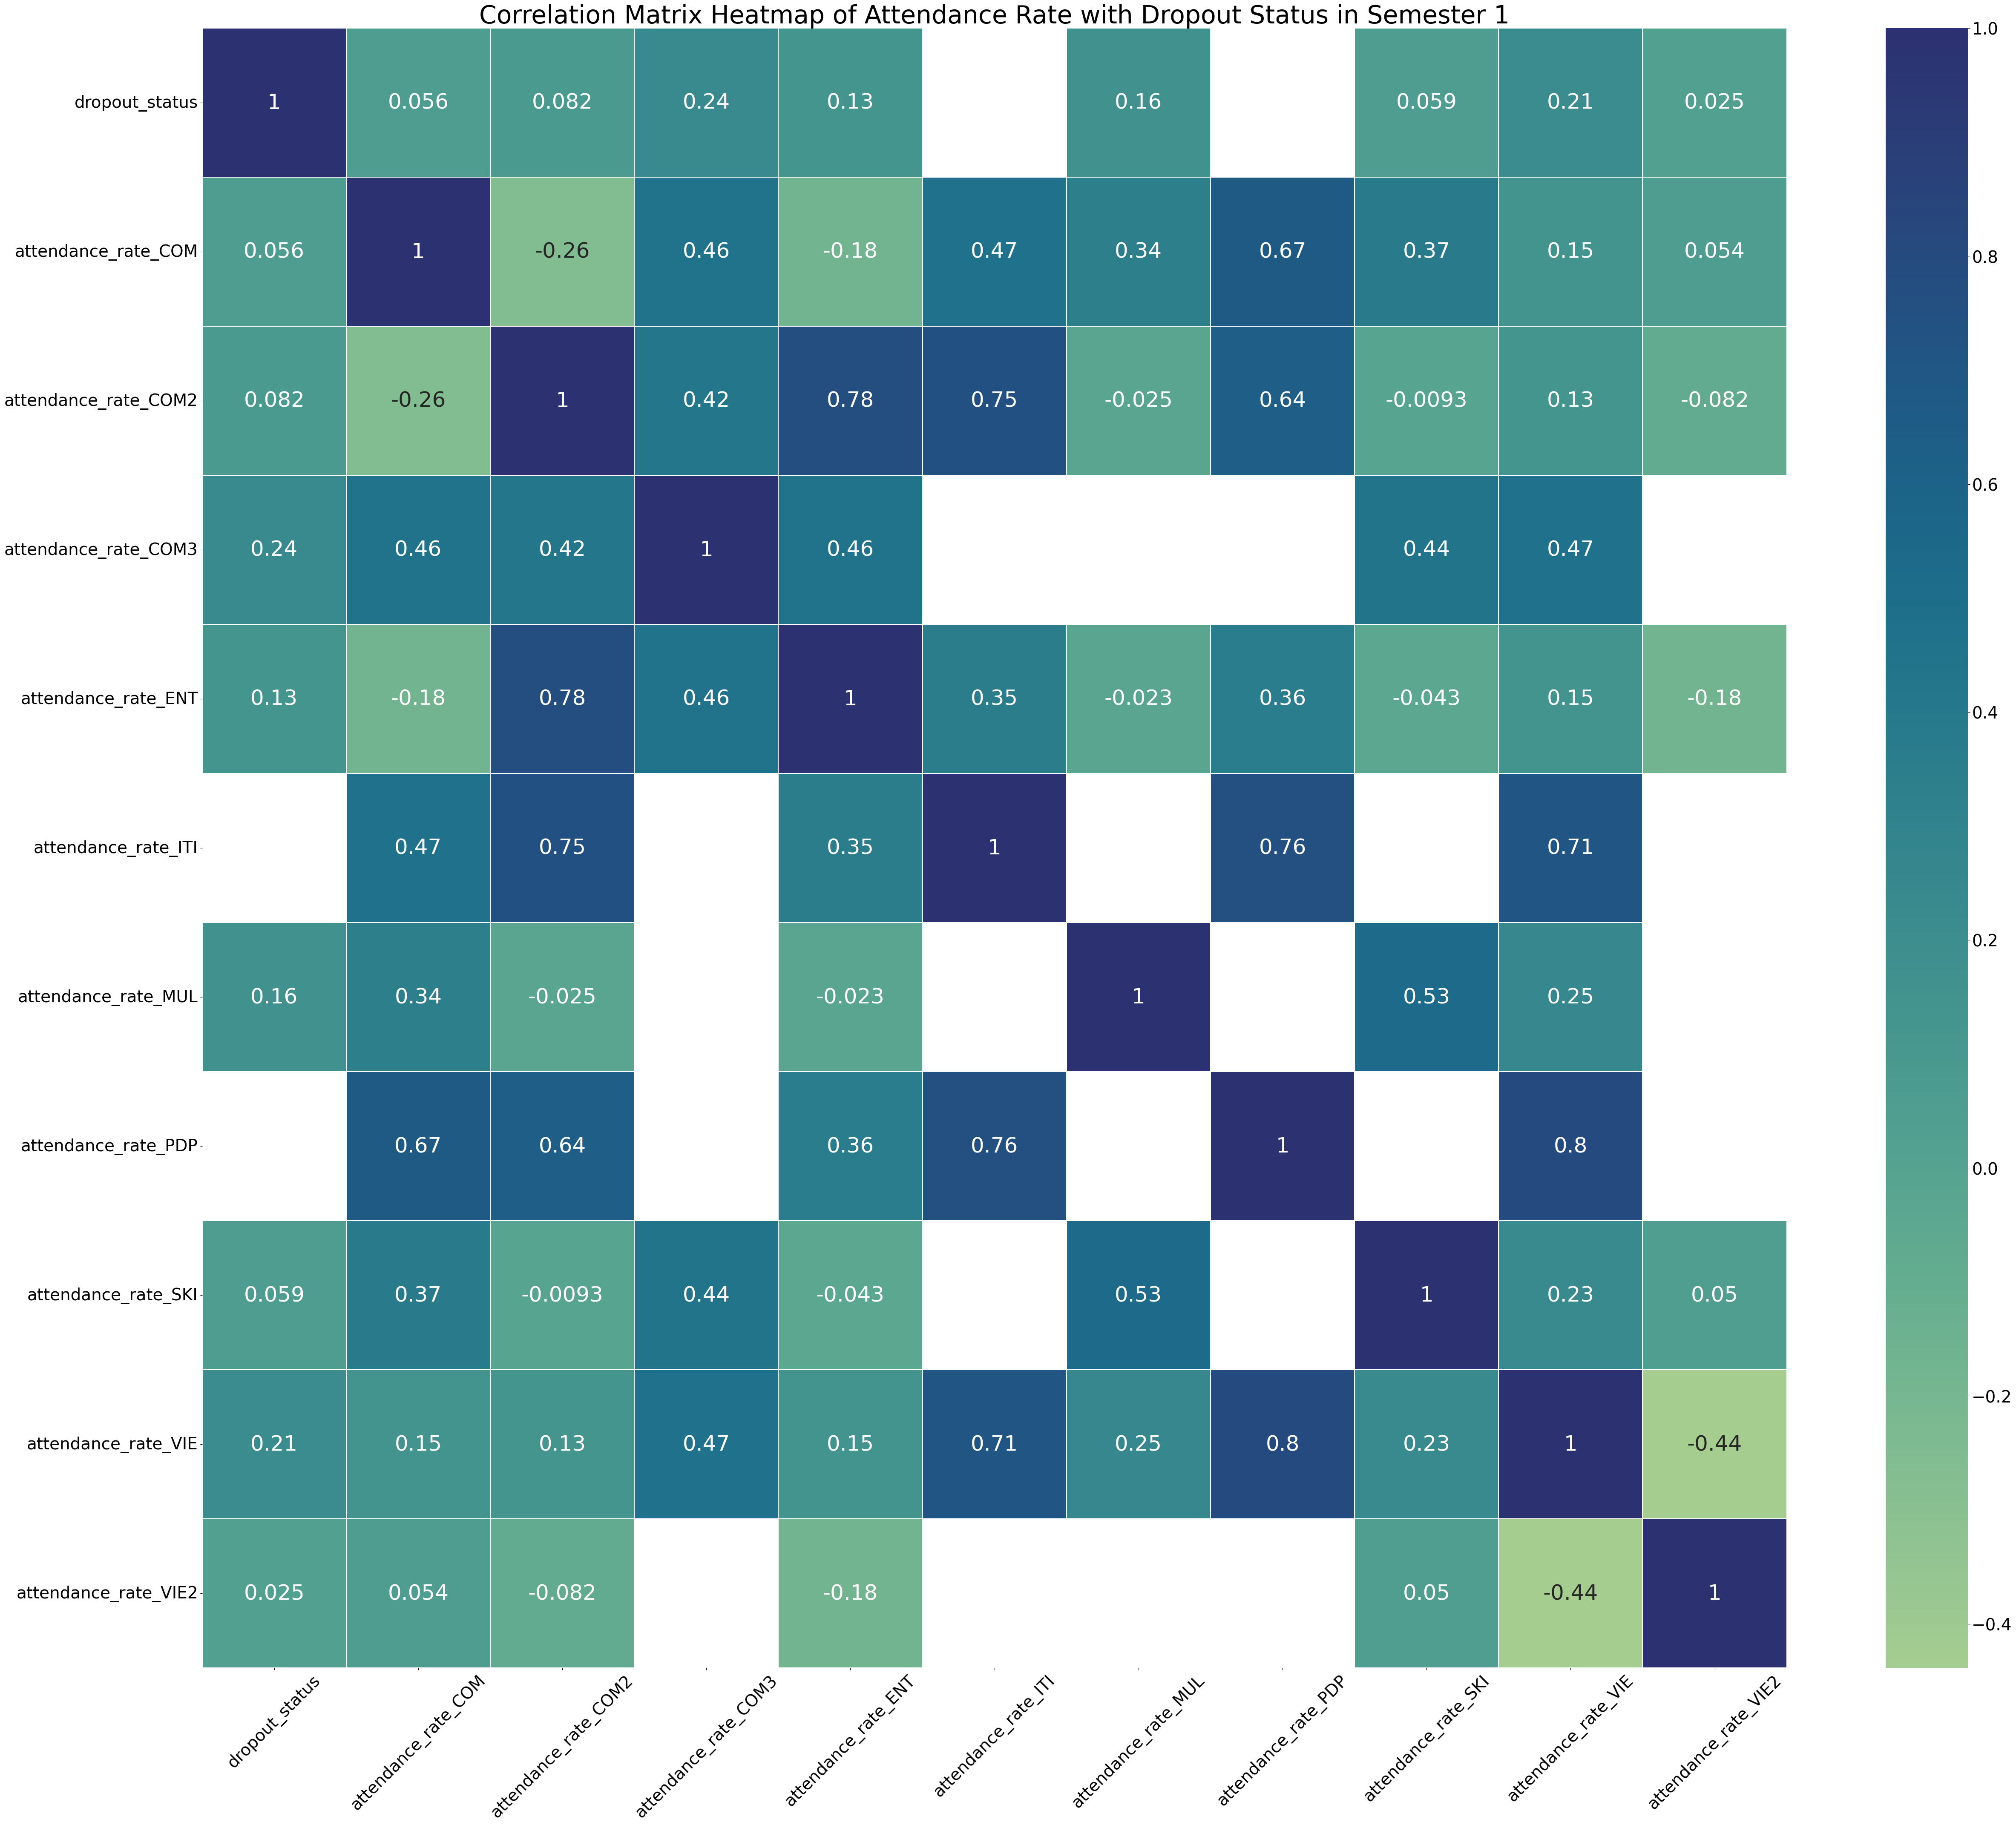 Correlation Matrix Heatmap of Attendance Rate with Dropout Status in Semester 1
dropout_status 1 0.056 0.082 0.24 0.13 0.16 0.059 0.21 0.025
attendance_rate_COM 0.056 1 -0.26 0.46 -0.18 0.47 0.34 0.67 0.37 0.15 0.054
attendance_rate_COM2 0.082 -0.26 1 0.42 0.78 0.75 -0.025 0.64 -0.0093 0.13 -0.082
attendance_rate_COM3 0.24 0.46 0.42 1 0.46 0.44 0.47
attendance_rate_ENT 0.13 -0.18 0.78 0.46 1 0.35 -0.023 0.36 -0.043 0.15 -0.18
attendance_rate_ITI 0.47 0.75 0.35 1 0.76 0.71
attendance_rate_MUL 0.16 0.34 -0.025 -0.023 1 0.53 0.25
attendance_rate_PDP 0.67 0.64 0.36 0.76 1 0.8
attendance_rate_SKI 0.059 0.37 -0.0093 0.44 -0.043 0.53 1 0.23 0.05
attendance_rate_VIE 0.21 0.15 0.13 0.47 0.15 0.71 0.25 0.8 0.23 1 -0.44
attendance_rate_VIE2 0.025 0.054 -0.082 -0.18 0.05 -0.44 1
dropout_status
attendance_rate_COM
attendance_rate_COM2
attendance_rate_COM3
attendance_rate_ENT
attendance_rate_ITI
attendance_rate_MUL
attendance_rate_PDP
attendance_rate_SKI
attendance_rate_VIE
attendance_rate_VIE2
1.0
0.8
0.6
0.4
0.2
0.0
−0.2
−0.4